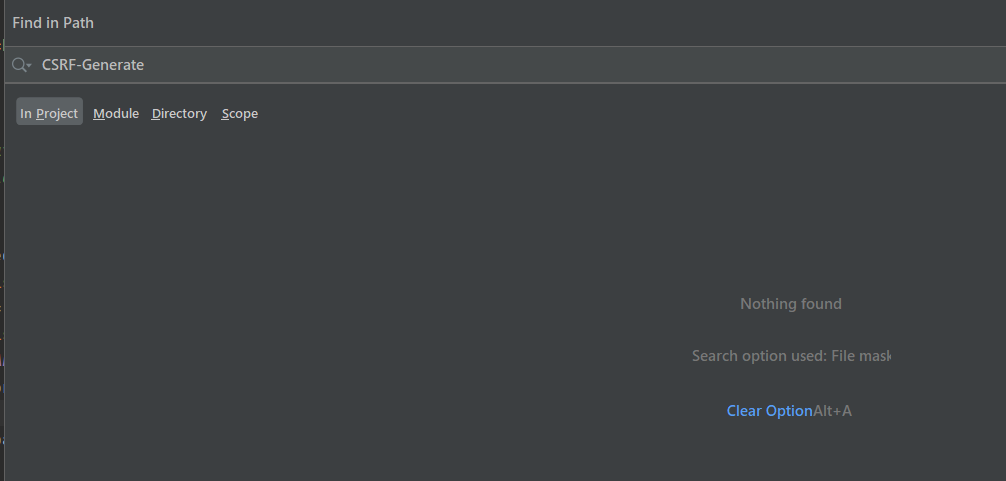 Find in Path
CSRF-Generate
In Project Module Directory Scope
Nothing found
Search option used: File mask
Clear OptionAlt+A